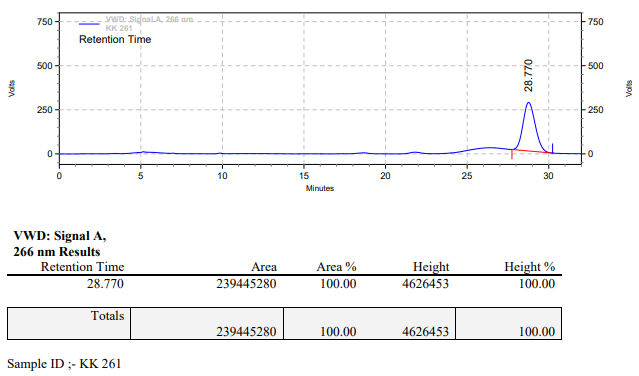 VWD: Signal A, 266 nm
KK 261
Retention Time
750
500
250
0
Volts
28.770
750
500
250
0
Volts
0
5
10
15
20
25
30
Minutes
VWD: Signal A,
266 nm Results
Retention Time Area Area % Height Height %
28.770 239445280 100.00 4626453 100.00
Totals
239445280 100.00 4626453 100.00
Sample ID ;- KK 261